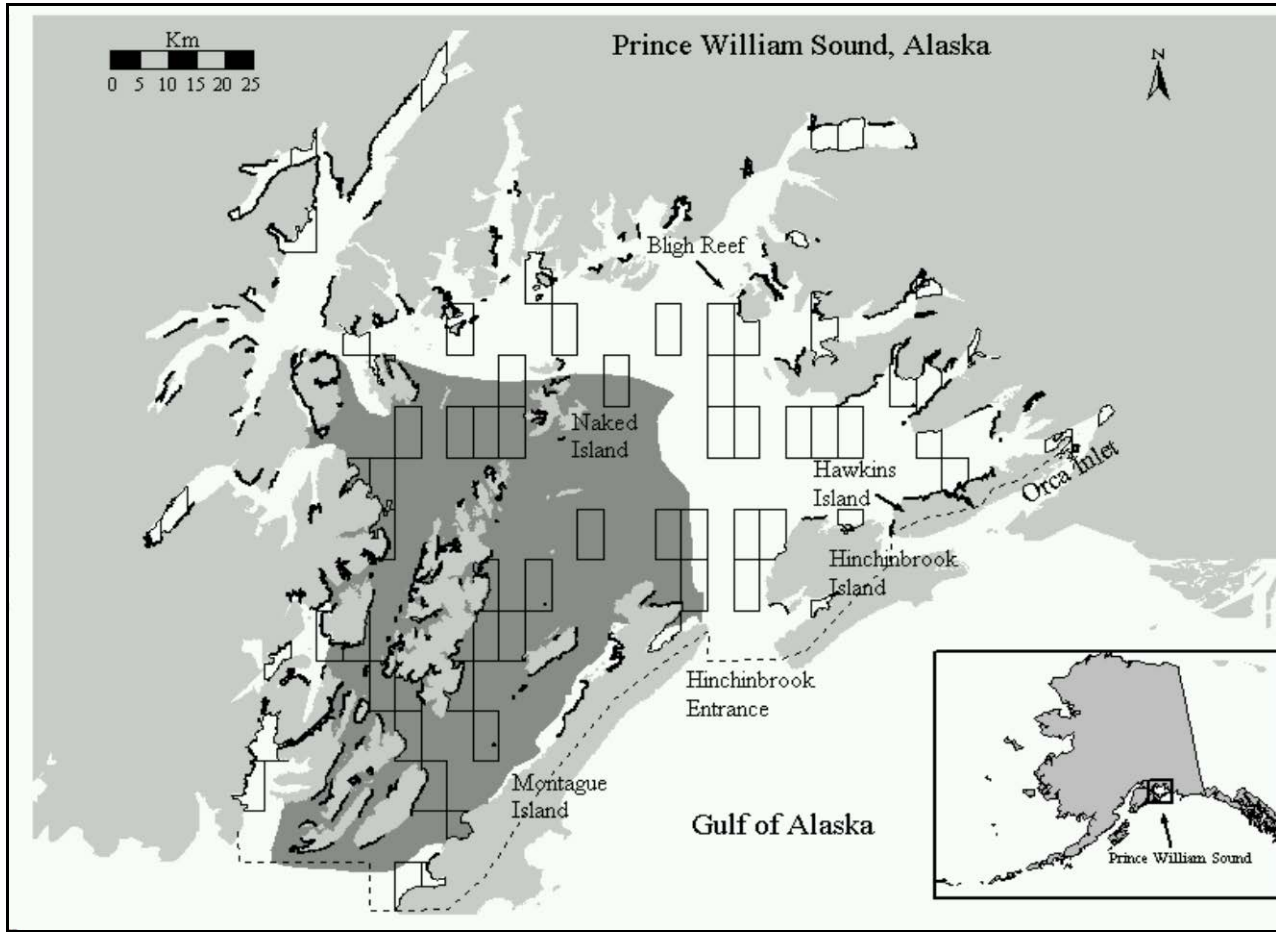 Prince William Sound, Alaska
Km
0 5 10 15 20 25
N
Bligh Reef
Naked
Island
Hawkins
Island
Orca Inlet
Hinchinbrook
Island
Hinchinbrook
Entrance
Montague
Island
Gulf of Alaska
Prince William Sound